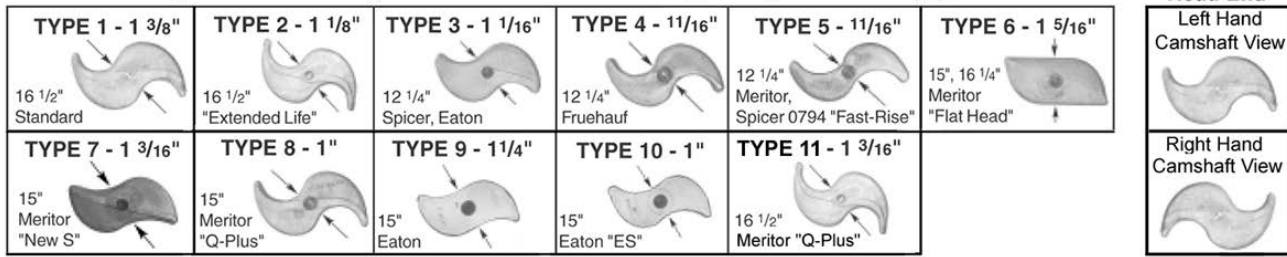 TYPE 1 - 1 3/8"
16 1/2"
Standard
TYPE 2 - 1 1/8"
16 1/2"
"Extended Life"
TYPE 3 - 1 1/16"
12 1/4"
Spicer, Eaton
TYPE 4 - 11/16"
12 1/4"
Fruehauf
TYPE 5 - 11/16"
12 1/4"
Meritor,
Spicer 0794 "Fast-Rise"
TYPE 6 - 1 5/16"
15", 16 1/4"
Meritor
"Flat Head"
TYPE 7 - 1 3/16"
15"
Meritor
"New S"
TYPE 8 - 1"
15"
Meritor
"Q-Plus"
TYPE 9 - 11/4"
15"
Eaton
TYPE 10 - 1"
15"
Eaton "ES"
TYPE 11 - 1 3/16"
16 1/2"
Meritor "Q-Plus"
Left Hand
Camshaft View
Right Hand
Camshaft View